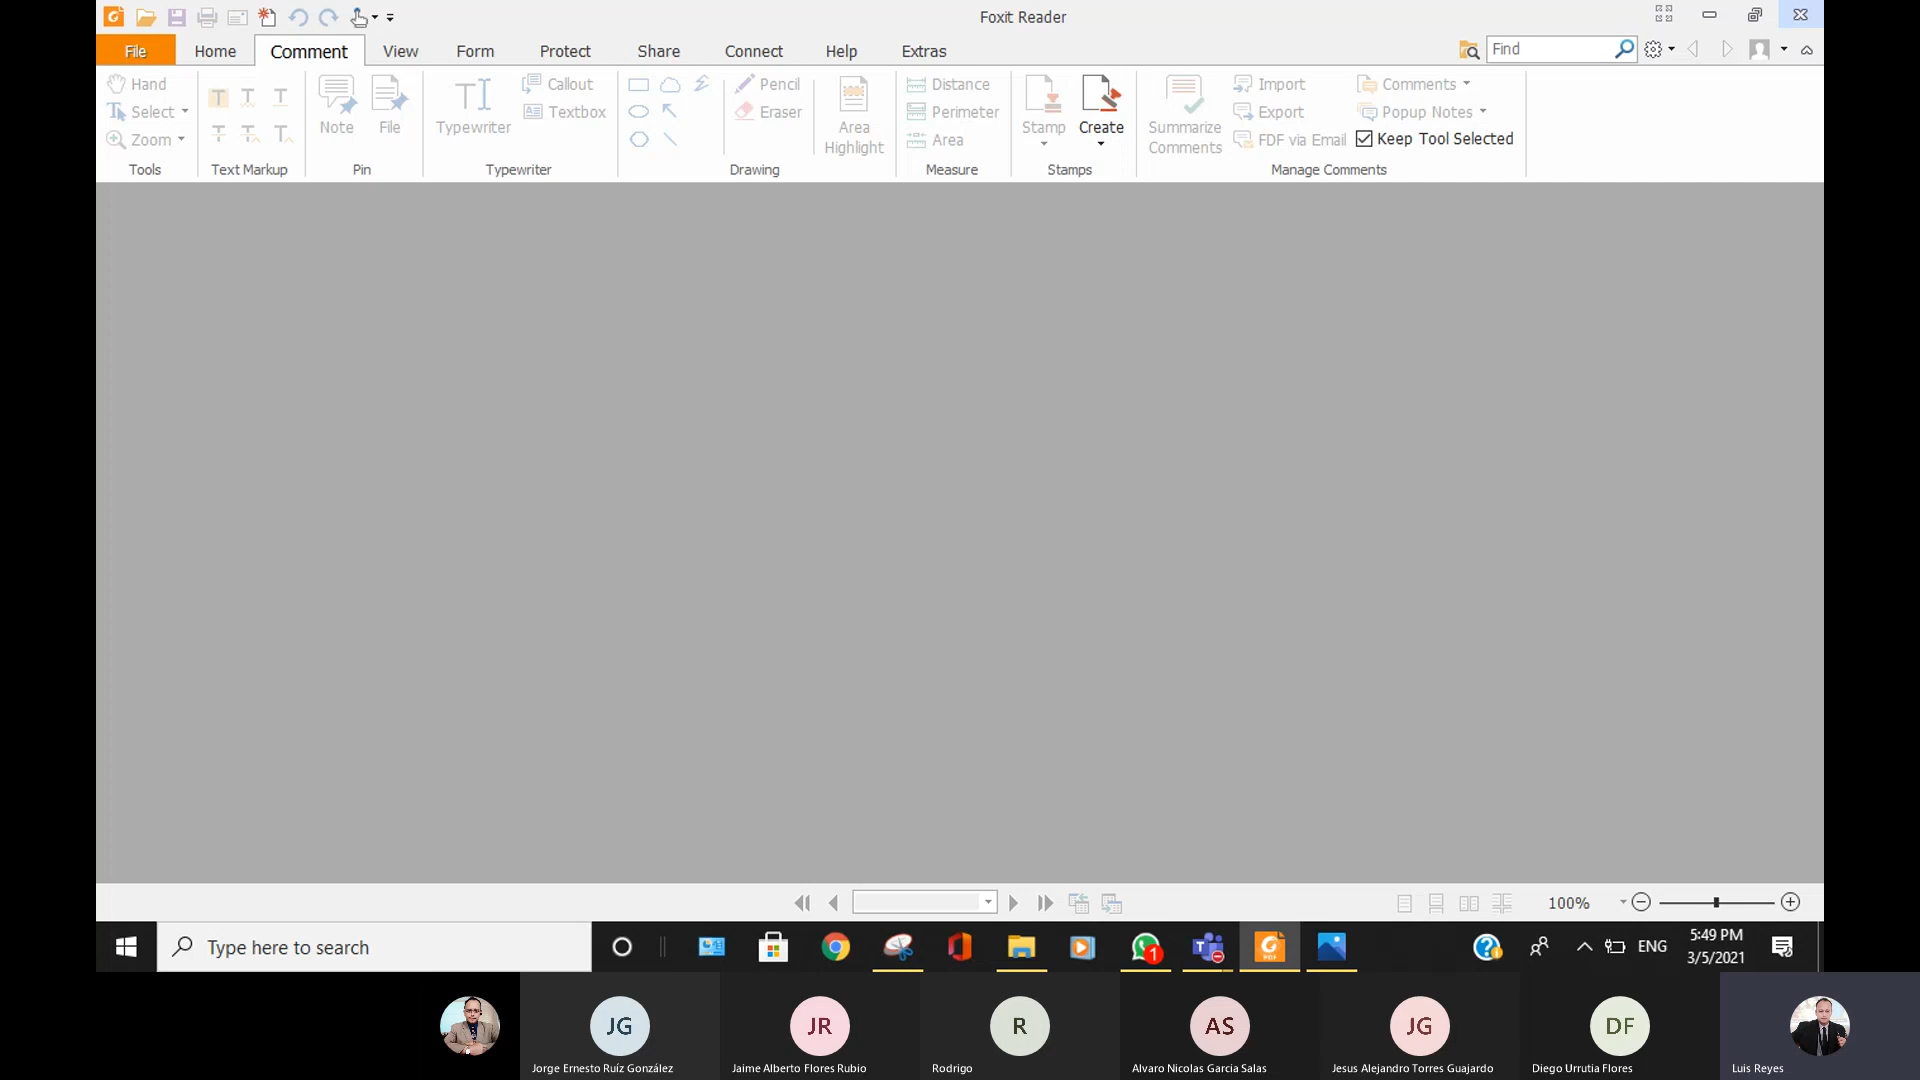 Foxit Reader
File Home Comment View Form Protect Share Connect Help Extras Find
Hand Note File Typewriter Callout Pencil Area Highlight Distance Stamp Create Summarize Comments Import Comments
Select Textbox Eraser Perimeter Export Popup Notes
Zoom Area FDF via Email Keep Tool Selected
Tools Text Markup Pin Typewriter Drawing Measure Stamps Manage Comments
100%
Type here to search
1
ENG
5:49 PM
3/5/2021
JG JR R AS JG DF
Jorge Ernesto Ruíz González Jaime Alberto Flores Rubio Rodrigo Alvaro Nicolas Garcia Salas Jesus Alejandro Torres Guajardo Diego Urrutia Flores Luis Reyes